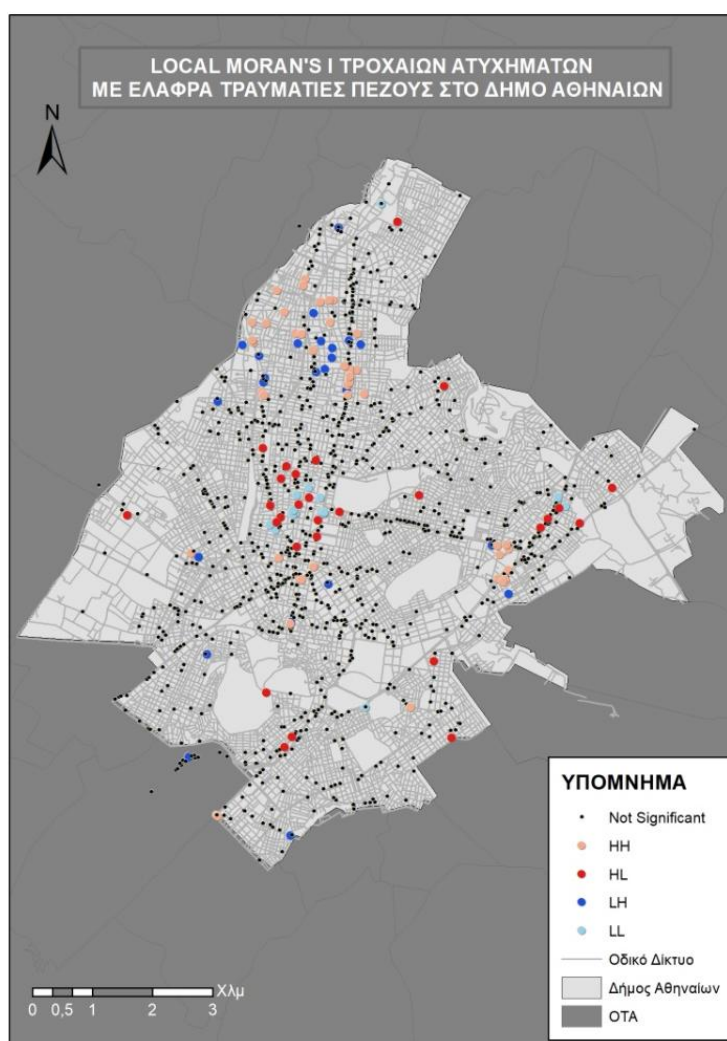 LOCAL MORAN'S I ΤΡΟΧΑΙΩΝ ΑΤΥΧΗΜΑΤΩΝ
ΜΕ ΕΛΑΦΡΑ ΤΡΑΥΜΑΤΙΕΣ ΠΕΖΟΥΣ ΣΤΟ ΔΗΜΟ ΑΘΗΝΑΙΩΝ
N
ΥΠΟΜΝΗΜΑ
Not Significant
HH
HL
LH
LL
Οδικό Δίκτυο
Δήμος Αθηναίων
ΟΤΑ
Χλμ
0 0,5 1 2 3